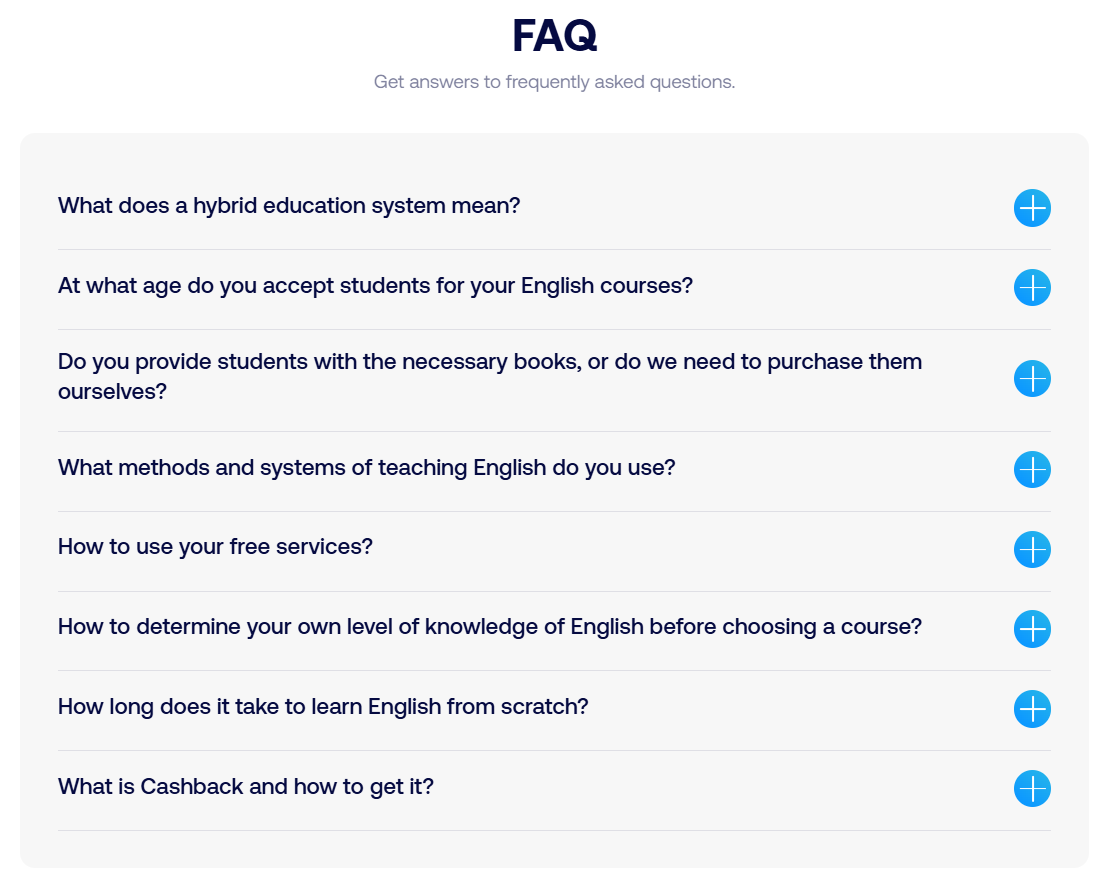 FAQ
Get answers to frequently asked questions.
What does a hybrid education system mean?
At what age do you accept students for your English courses?
Do you provide students with the necessary books, or do we need to purchase them
ourselves?
What methods and systems of teaching English do you use?
How to use your free services?
How to determine your own level of knowledge of English before choosing a course?
How long does it take to learn English from scratch?
What is Cashback and how to get it?